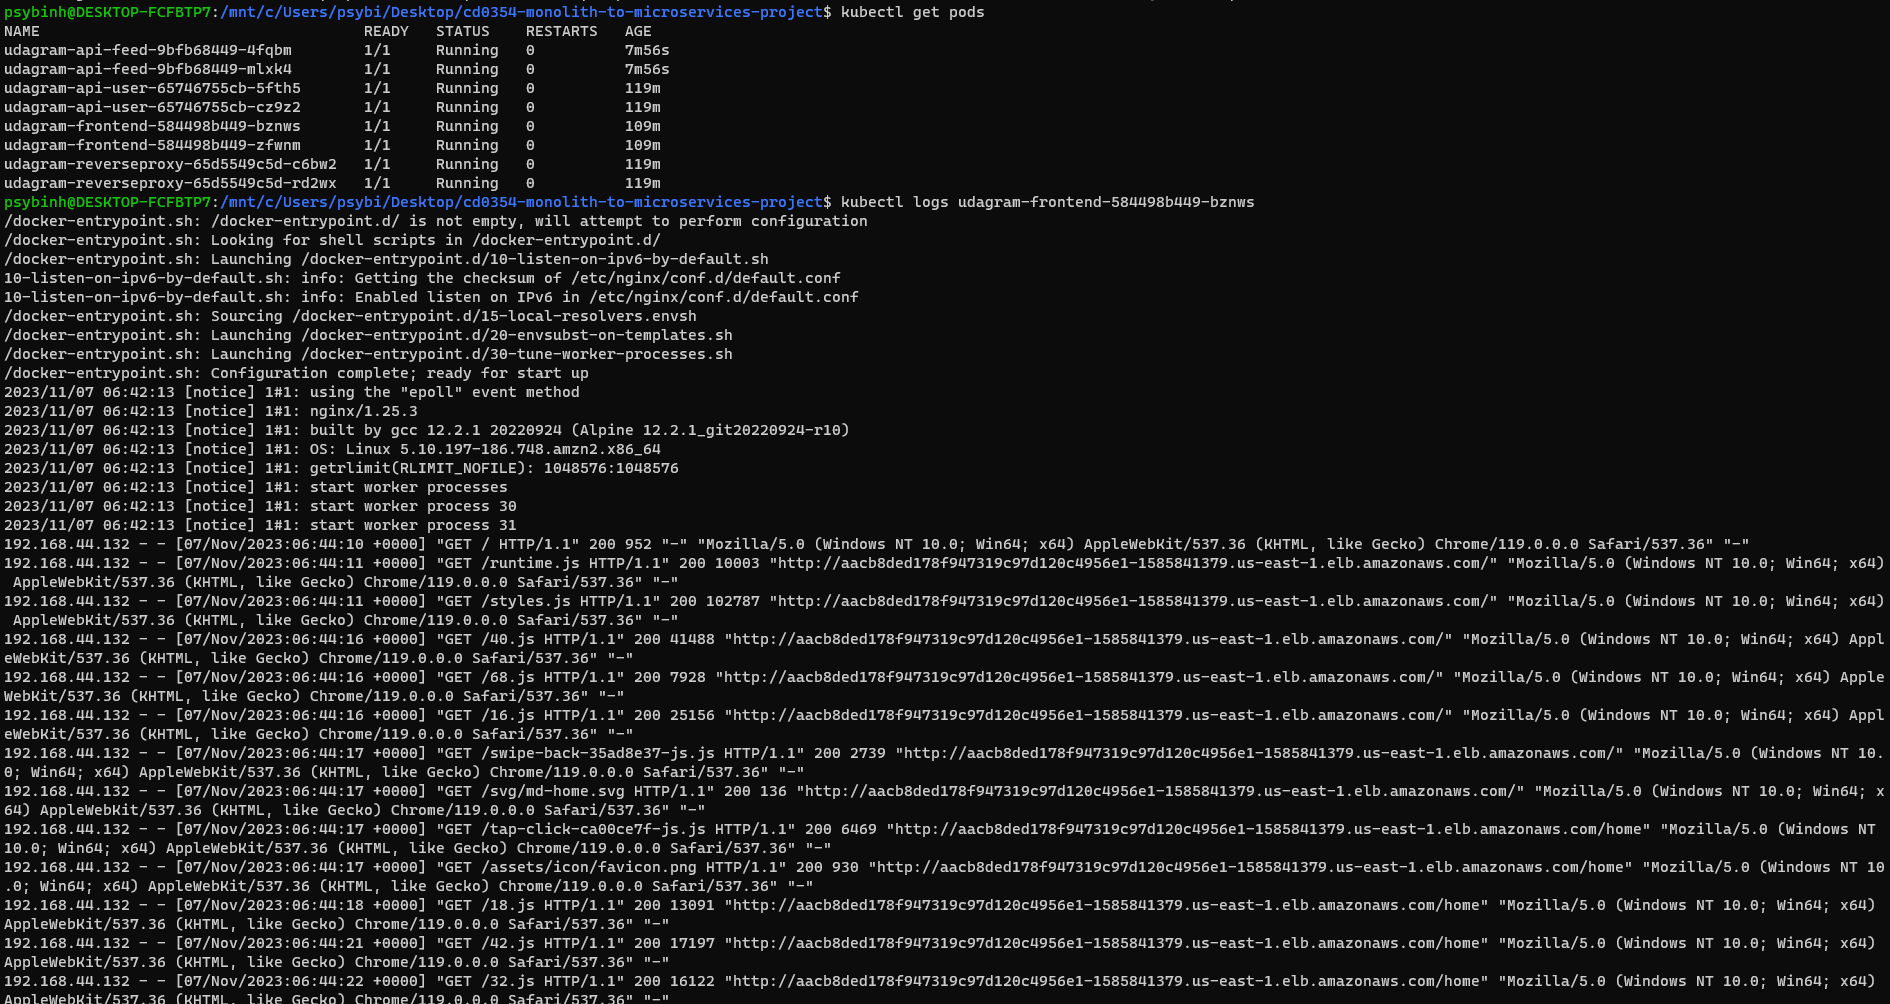 psybinh@DESKTOP-FCFBTP7:/mnt/c/Users/psybi/Desktop/cd0354-monolith-to-microservices-project$ kubectl get pods
NAME READY STATUS RESTARTS AGE
udagram-api-feed-9bfb68449-4fqbm 1/1 Running 0 7m56s
udagram-api-feed-9bfb68449-mlxk4 1/1 Running 0 7m56s
udagram-api-user-65746755cb-5fth5 1/1 Running 0 119m
udagram-api-user-65746755cb-cz9z2 1/1 Running 0 119m
udagram-frontend-584498b449-bznws 1/1 Running 0 109m
udagram-frontend-584498b449-zfwnm 1/1 Running 0 109m
udagram-reverseproxy-65d5549c5d-c6bw2 1/1 Running 0 119m
udagram-reverseproxy-65d5549c5d-rd2wx 1/1 Running 0 119m
psybinh@DESKTOP-FCFBTP7:/mnt/c/Users/psybi/Desktop/cd0354-monolith-to-microservices-project$ kubectl logs udagram-frontend-584498b449-bznws
/docker-entrypoint.sh: /docker-entrypoint.d/ is not empty, will attempt to perform configuration
/docker-entrypoint.sh: Looking for shell scripts in /docker-entrypoint.d/
/docker-entrypoint.sh: Launching /docker-entrypoint.d/10-listen-on-ipv6-by-default.sh
10-listen-on-ipv6-by-default.sh: info: Getting the checksum of /etc/nginx/conf.d/default.conf
10-listen-on-ipv6-by-default.sh: info: Enabled listen on IPv6 in /etc/nginx/conf.d/default.conf
/docker-entrypoint.sh: Sourcing /docker-entrypoint.d/15-local-resolvers.envsh
/docker-entrypoint.sh: Launching /docker-entrypoint.d/20-envsubst-on-templates.sh
/docker-entrypoint.sh: Launching /docker-entrypoint.d/30-tune-worker-processes.sh
/docker-entrypoint.sh: Configuration complete; ready for start up
2023/11/07 06:42:13 [notice] 1#1: using the "epoll" event method
2023/11/07 06:42:13 [notice] 1#1: nginx/1.25.3
2023/11/07 06:42:13 [notice] 1#1: built by gcc 12.2.1 20220924 (Alpine 12.2.1_git20220924-r10)
2023/11/07 06:42:13 [notice] 1#1: OS: Linux 5.10.197-186.748.amzn2.x86_64
2023/11/07 06:42:13 [notice] 1#1: getrlimit(RLIMIT_NOFILE): 1048576:1048576
2023/11/07 06:42:13 [notice] 1#1: start worker processes
2023/11/07 06:42:13 [notice] 1#1: start worker process 30
2023/11/07 06:42:13 [notice] 1#1: start worker process 31
192.168.44.132 - - [07/Nov/2023:06:44:10 +0000] "GET / HTTP/1.1" 200 952 "-" "Mozilla/5.0 (Windows NT 10.0; Win64; x64) AppleWebKit/537.36 (KHTML, like Gecko) Chrome/119.0.0.0 Safari/537.36" "-"
192.168.44.132 - - [07/Nov/2023:06:44:11 +0000] "GET /runtime.js HTTP/1.1" 200 10003 "http://aacb8ded178f947319c97d120c4956e1-1585841379.us-east-1.elb.amazonaws.com/" "Mozilla/5.0 (Windows NT 10.0; Win64; x64)
AppleWebKit/537.36 (KHTML, like Gecko) Chrome/119.0.0.0 Safari/537.36" "-"
192.168.44.132 - - [07/Nov/2023:06:44:11 +0000] "GET /styles.js HTTP/1.1" 200 102787 "http://aacb8ded178f947319c97d120c4956e1-1585841379.us-east-1.elb.amazonaws.com/" "Mozilla/5.0 (Windows NT 10.0; Win64; x64)
AppleWebKit/537.36 (KHTML, like Gecko) Chrome/119.0.0.0 Safari/537.36" "-"
192.168.44.132 - - [07/Nov/2023:06:44:16 +0000] "GET /40.js HTTP/1.1" 200 41488 "http://aacb8ded178f947319c97d120c4956e1-1585841379.us-east-1.elb.amazonaws.com/" "Mozilla/5.0 (Windows NT 10.0; Win64; x64) Appl
eWebKit/537.36 (KHTML, like Gecko) Chrome/119.0.0.0 Safari/537.36" "-"
192.168.44.132 - - [07/Nov/2023:06:44:16 +0000] "GET /68.js HTTP/1.1" 200 7928 "http://aacb8ded178f947319c97d120c4956e1-1585841379.us-east-1.elb.amazonaws.com/" "Mozilla/5.0 (Windows NT 10.0; Win64; x64) Apple
WebKit/537.36 (KHTML, like Gecko) Chrome/119.0.0.0 Safari/537.36" "-"
192.168.44.132 - - [07/Nov/2023:06:44:16 +0000] "GET /16.js HTTP/1.1" 200 25156 "http://aacb8ded178f947319c97d120c4956e1-1585841379.us-east-1.elb.amazonaws.com/" "Mozilla/5.0 (Windows NT 10.0; Win64; x64) Appl
eWebKit/537.36 (KHTML, like Gecko) Chrome/119.0.0.0 Safari/537.36" "-"
192.168.44.132 - - [07/Nov/2023:06:44:17 +0000] "GET /swipe-back-35ad8e37-js.js HTTP/1.1" 200 2739 "http://aacb8ded178f947319c97d120c4956e1-1585841379.us-east-1.elb.amazonaws.com/" "Mozilla/5.0 (Windows NT 10.
0; Win64; x64) AppleWebKit/537.36 (KHTML, like Gecko) Chrome/119.0.0.0 Safari/537.36" "-"
192.168.44.132 - - [07/Nov/2023:06:44:17 +0000] "GET /svg/md-home.svg HTTP/1.1" 200 136 "http://aacb8ded178f947319c97d120c4956e1-1585841379.us-east-1.elb.amazonaws.com/" "Mozilla/5.0 (Windows NT 10.0; Win64; x
64) AppleWebKit/537.36 (KHTML, like Gecko) Chrome/119.0.0.0 Safari/537.36" "-"
192.168.44.132 - - [07/Nov/2023:06:44:17 +0000] "GET /tap-click-ca00ce7f-js.js HTTP/1.1" 200 6469 "http://aacb8ded178f947319c97d120c4956e1-1585841379.us-east-1.elb.amazonaws.com/home" "Mozilla/5.0 (Windows NT
10.0; Win64; x64) AppleWebKit/537.36 (KHTML, like Gecko) Chrome/119.0.0.0 Safari/537.36" "-"
192.168.44.132 - - [07/Nov/2023:06:44:17 +0000] "GET /assets/icon/favicon.png HTTP/1.1" 200 930 "http://aacb8ded178f947319c97d120c4956e1-1585841379.us-east-1.elb.amazonaws.com/home" "Mozilla/5.0 (Windows NT 10
.0; Win64; x64) AppleWebKit/537.36 (KHTML, like Gecko) Chrome/119.0.0.0 Safari/537.36" "-"
192.168.44.132 - - [07/Nov/2023:06:44:18 +0000] "GET /18.js HTTP/1.1" 200 13091 "http://aacb8ded178f947319c97d120c4956e1-1585841379.us-east-1.elb.amazonaws.com/home" "Mozilla/5.0 (Windows NT 10.0; Win64; x64)
AppleWebKit/537.36 (KHTML, like Gecko) Chrome/119.0.0.0 Safari/537.36" "-"
192.168.44.132 - - [07/Nov/2023:06:44:21 +0000] "GET /42.js HTTP/1.1" 200 17197 "http://aacb8ded178f947319c97d120c4956e1-1585841379.us-east-1.elb.amazonaws.com/home" "Mozilla/5.0 (Windows NT 10.0; Win64; x64)
AppleWebKit/537.36 (KHTML, like Gecko) Chrome/119.0.0.0 Safari/537.36" "-"
192.168.44.132 - - [07/Nov/2023:06:44:22 +0000] "GET /32.js HTTP/1.1" 200 16122 "http://aacb8ded178f947319c97d120c4956e1-1585841379.us-east-1.elb.amazonaws.com/home" "Mozilla/5.0 (Windows NT 10.0; Win64; x64)
AppleWebKit/537.36 (KHTML, like Gecko) Chrome/119.0.0.0 Safari/537.36" "-"